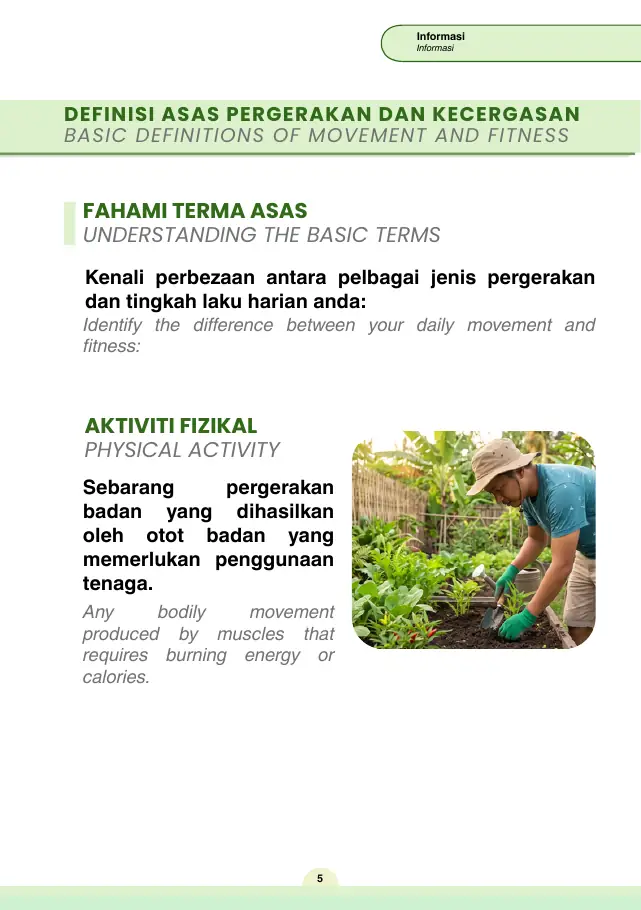 Informasi
Informasi
DEFINISI ASAS PERGERAKAN DAN KECERGASAN
BASIC DEFINITIONS OF MOVEMENT AND FITNESS
FAHAMI TERMA ASAS
UNDERSTANDING THE BASIC TERMS
Kenali perbezaan antara pelbagai jenis pergerakan
dan tingkah laku harian anda:
Identify the difference between your daily movement and
fitness:
AKTIVITI FIZIKAL
PHYSICAL ACTIVITY
Sebarang pergerakan
badan yang dihasilkan
oleh otot badan yang
memerlukan penggunaan
tenaga.
Any bodily movement
produced by muscles that
requires burning energy or
calories.
5